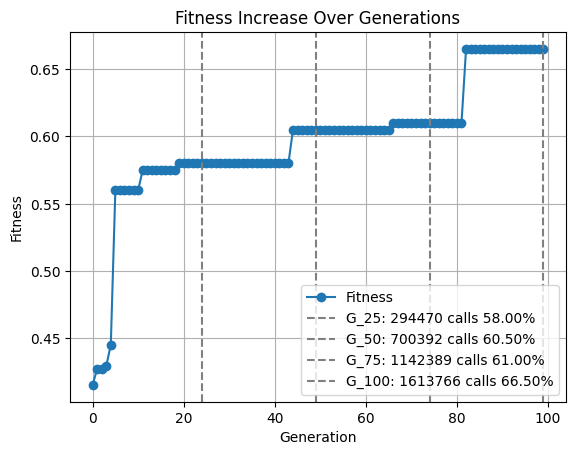 Fitness Increase Over Generations
Fitness
0.65
0.60
0.55
0.50
0.45
0 20 40 60 80 100
Generation
Fitness
G_25: 294470 calls 58.00%
G_50: 700392 calls 60.50%
G_75: 1142389 calls 61.00%
G_100: 1613766 calls 66.50%